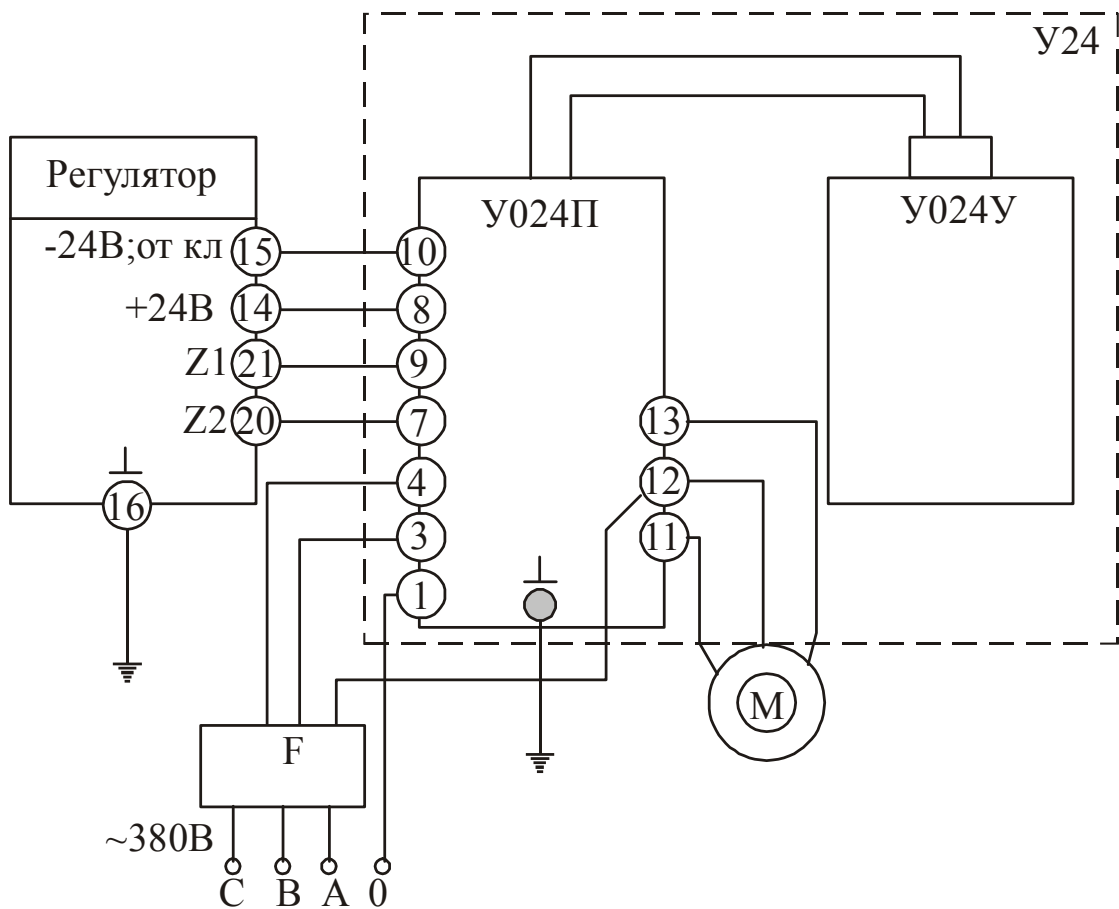 У24
Регулятор
У024П
У024У
-24В;от кл 15 10
+24В 14 8
Z1 21 9
Z2 20 7 13
4 12
16
3 11
1
М
F
~380В
С В А 0